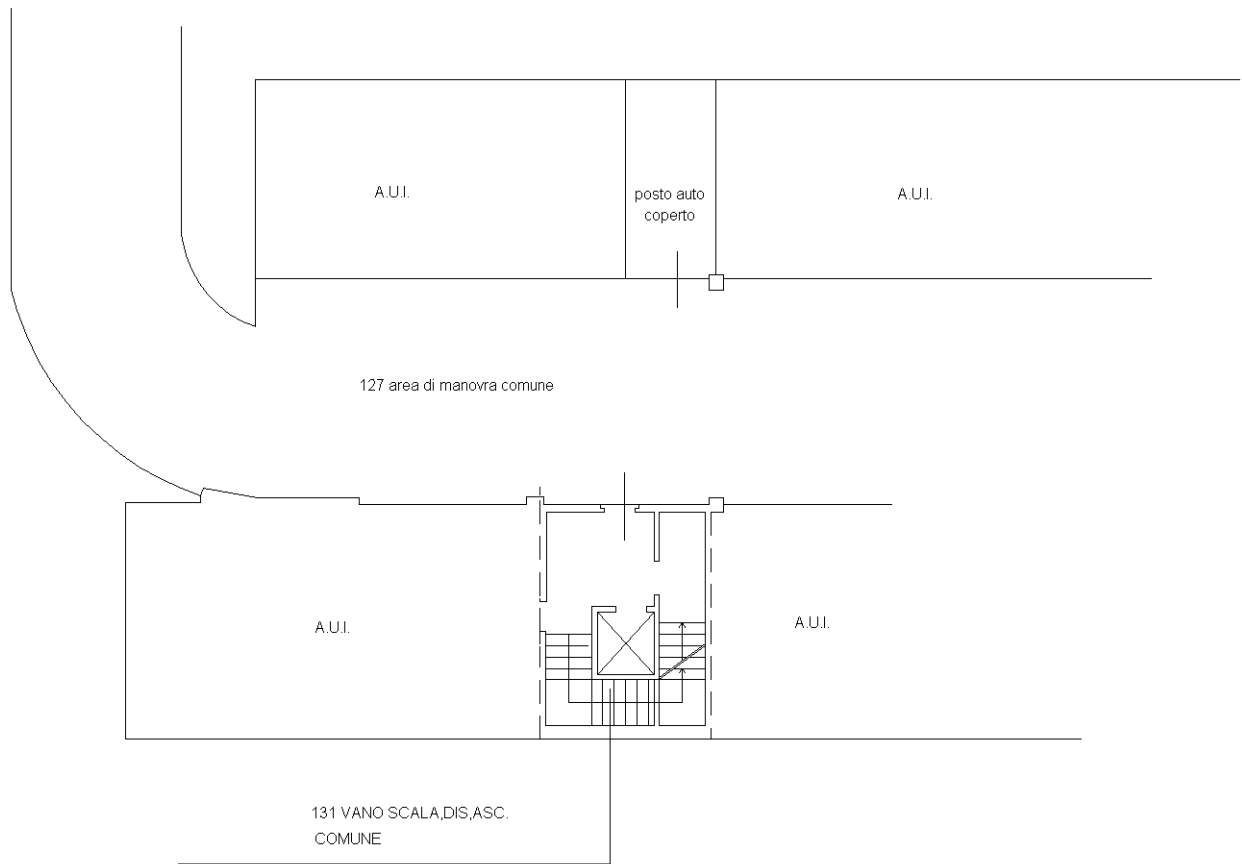 A.U.I.
posto auto
coperto
A.U.I.
127 area di manovra comune
A.U.I.
A.U.I.
131 VANO SCALA,DIS,ASC.
COMUNE